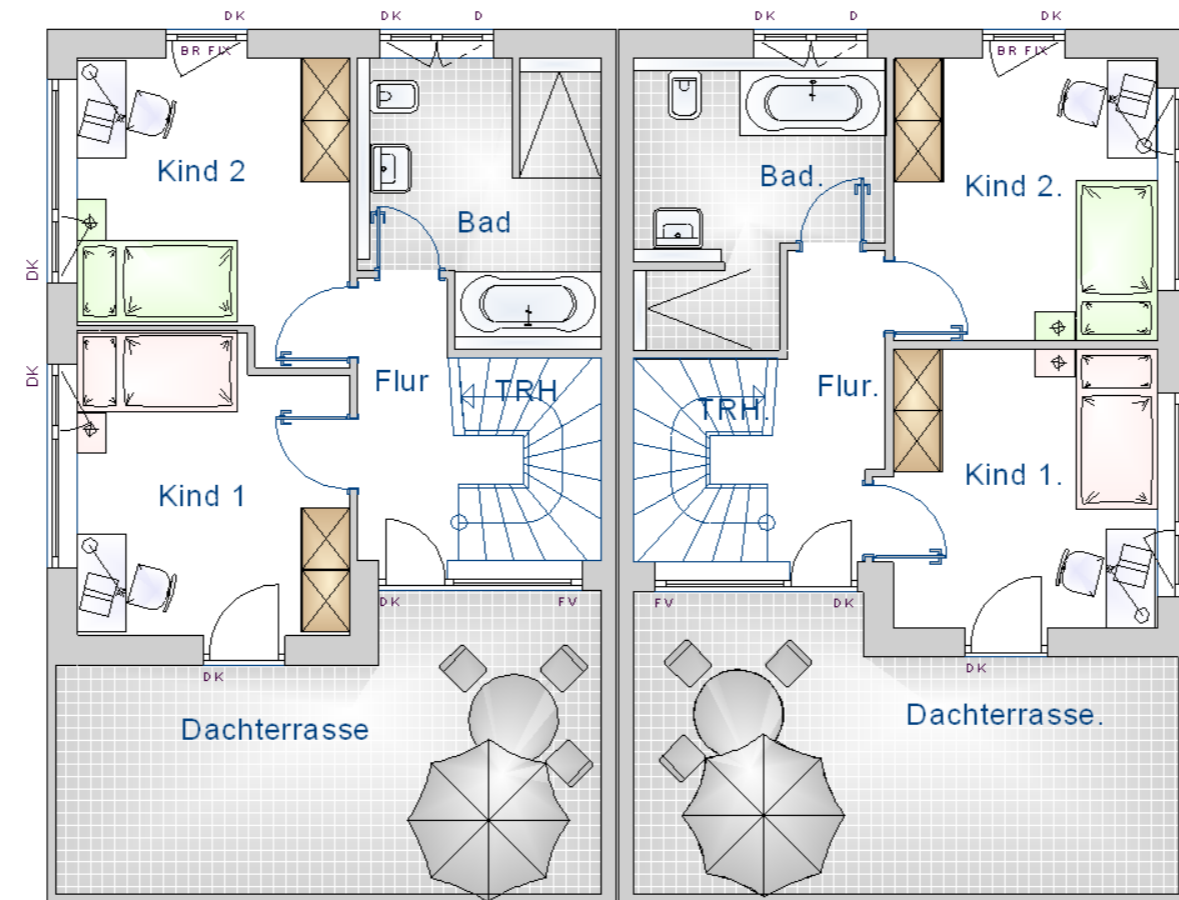 DK DK D DK D DK
BR FIX BR FIX
Kind 2 Bad. Kind 2.
Bad
DK
DK
Flur TRH TRH. Flur.
Kind 1 Kind 1.
DK FV FV DK
DK DK
Dachterrasse Dachterrasse.